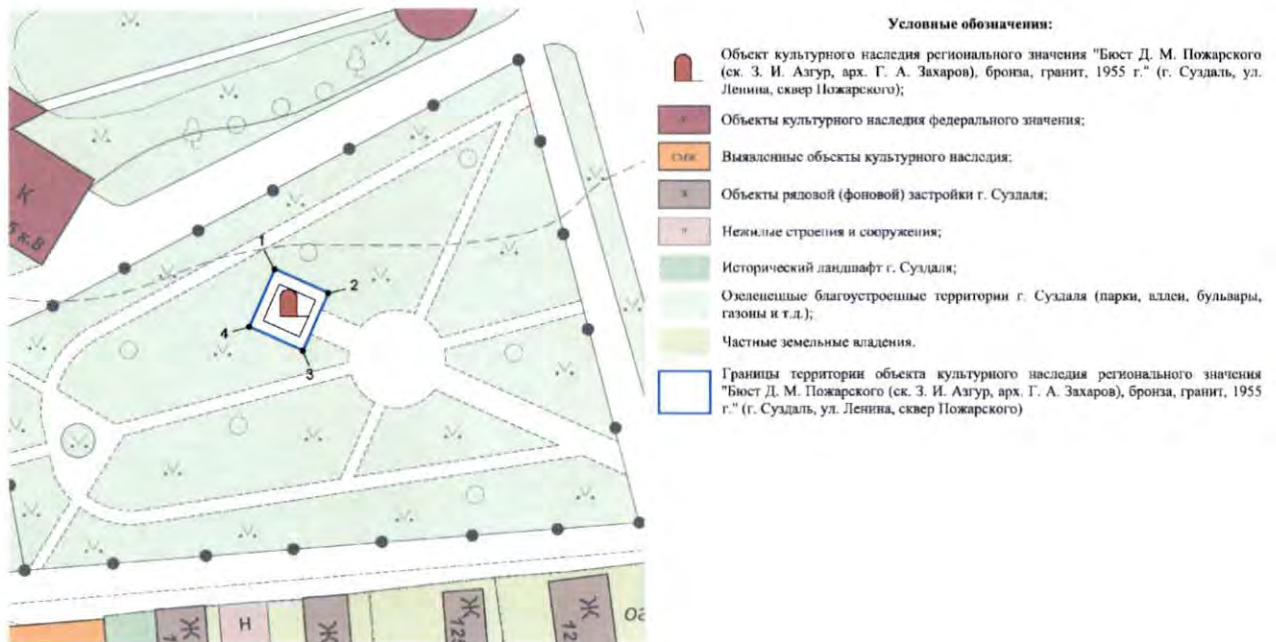 Условные обозначения:
Объект культурного наследия регионального значения "Бюст Д. М. Пожарского
(ск. З. И. Азгур, арх. Г. А. Захаров), бронза, гранит, 1955 г." (г. Суздаль, ул.
Ленина, сквер Пожарского);
Объекты культурного наследия федерального значения;
Выявленные объекты культурного наследия;
Объекты рядовой (фоновой) застройки г. Суздаля;
Н
Нежилые строения и сооружения;
Исторический ландшафт г. Суздаля;
Озелененные благоустроенные территории г. Суздаля (парки, аллеи, бульвары,
газоны и т.д.);
Частные земельные владения.
Границы территории объекта культурного наследия регионального значения
"Бюст Д. М. Пожарского (ск. З. И. Азгур, арх. Г. А. Захаров), бронза, гранит, 1955
г." (г. Суздаль, ул. Ленина, сквер Пожарского)
К
1
2
4
3
Ж
Н
Ж
Ж
Ж